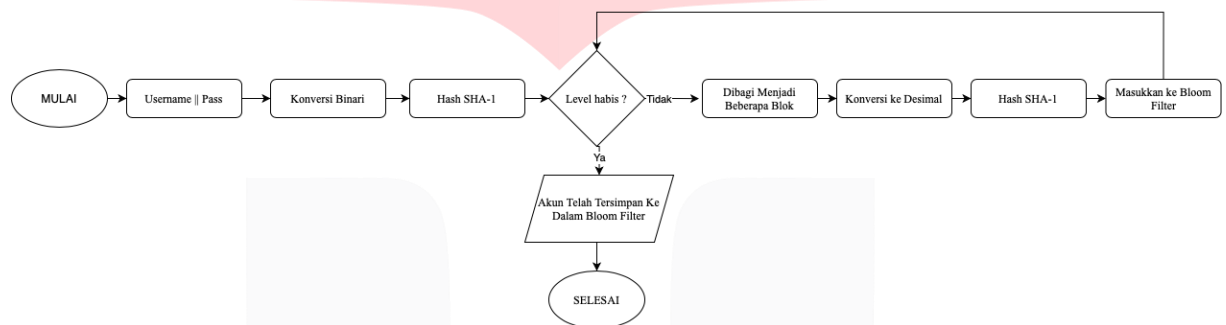 MULAI
Username || Pass
Konversi Binari
Hash SHA-1
Level habis ?
Tidak
Dibagi Menjadi
Beberapa Blok
Konversi ke Desimal
Hash SHA-1
Masukkan ke Bloom
Filter
Ya
Akun Telah Tersimpan Ke
Dalam Bloom Filter
SELESAI